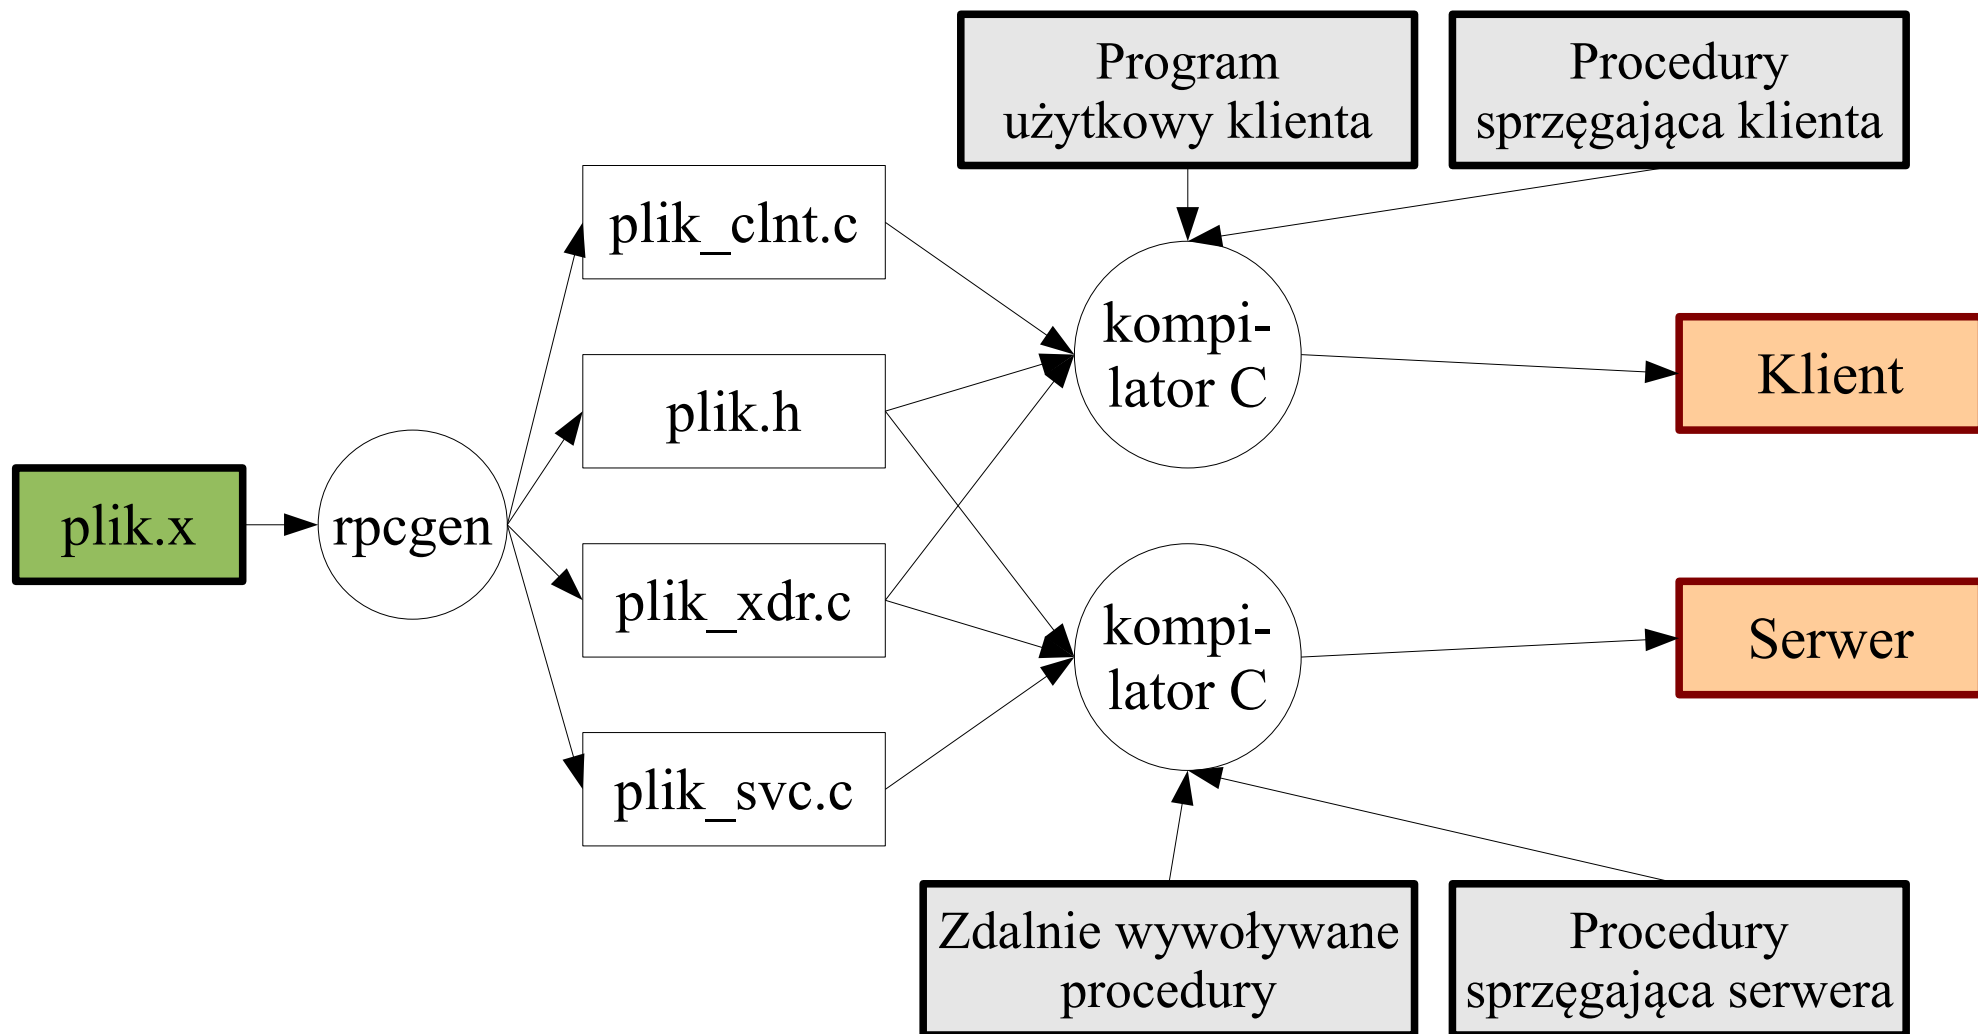 Program
użytkowy klienta
Procedury
sprzęgająca klienta
plik_clnt.c
kompi-
lator C
Klient
plik.h
plik.x
rpcgen
plik_xdr.c
kompi-
lator C
Serwer
plik_svc.c
Zdalnie wywoływane
procedury
Procedury
sprzęgająca serwera